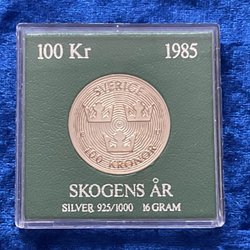 100 Kr 1985
SVERIGE
100 KRONOR
SKOGENS ÅR
SILVER 925/1000 16 GRAM